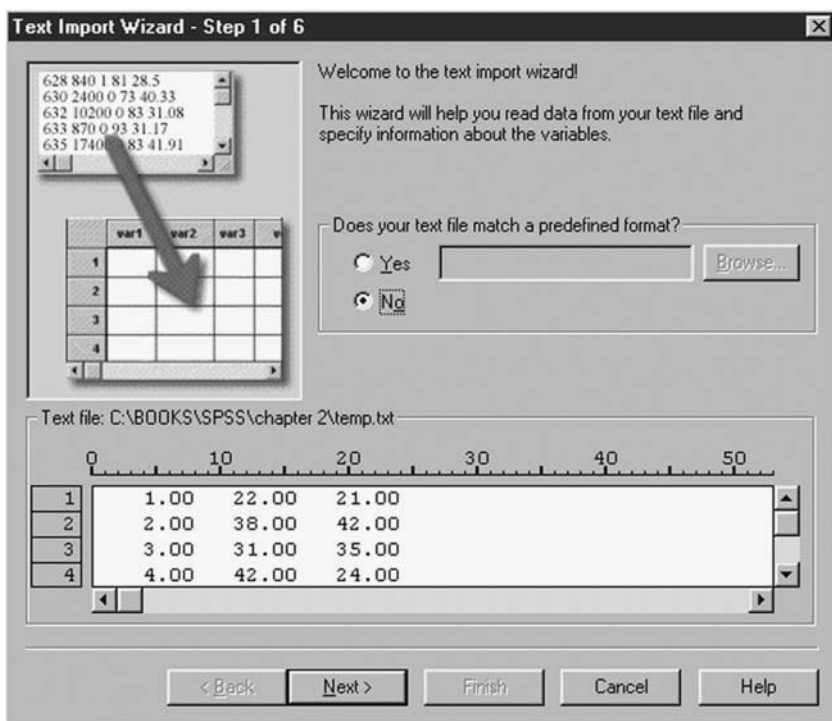 Text Import Wizard - Step 1 of 6
628 840 1 81 28.5
630 2400 0 73 40.33
632 10200 0 83 31.08
633 870 0 93 31.17
635 1740 83 41.91
var1 var2 var3 v
1
2
3
4
Welcome to the text import wizard!
This wizard will help you read data from your text file and
specify information about the variables.
Does your text file match a predefined format?
Yes
Browse...
No
Text file: C:\BOOKS\SPSS\chapter 2\temp.txt
0 10 20 30 40 50
1 1.00 22.00 21.00
2 2.00 38.00 42.00
3 3.00 31.00 35.00
4 4.00 42.00 24.00
< Back Next > Finish Cancel Help